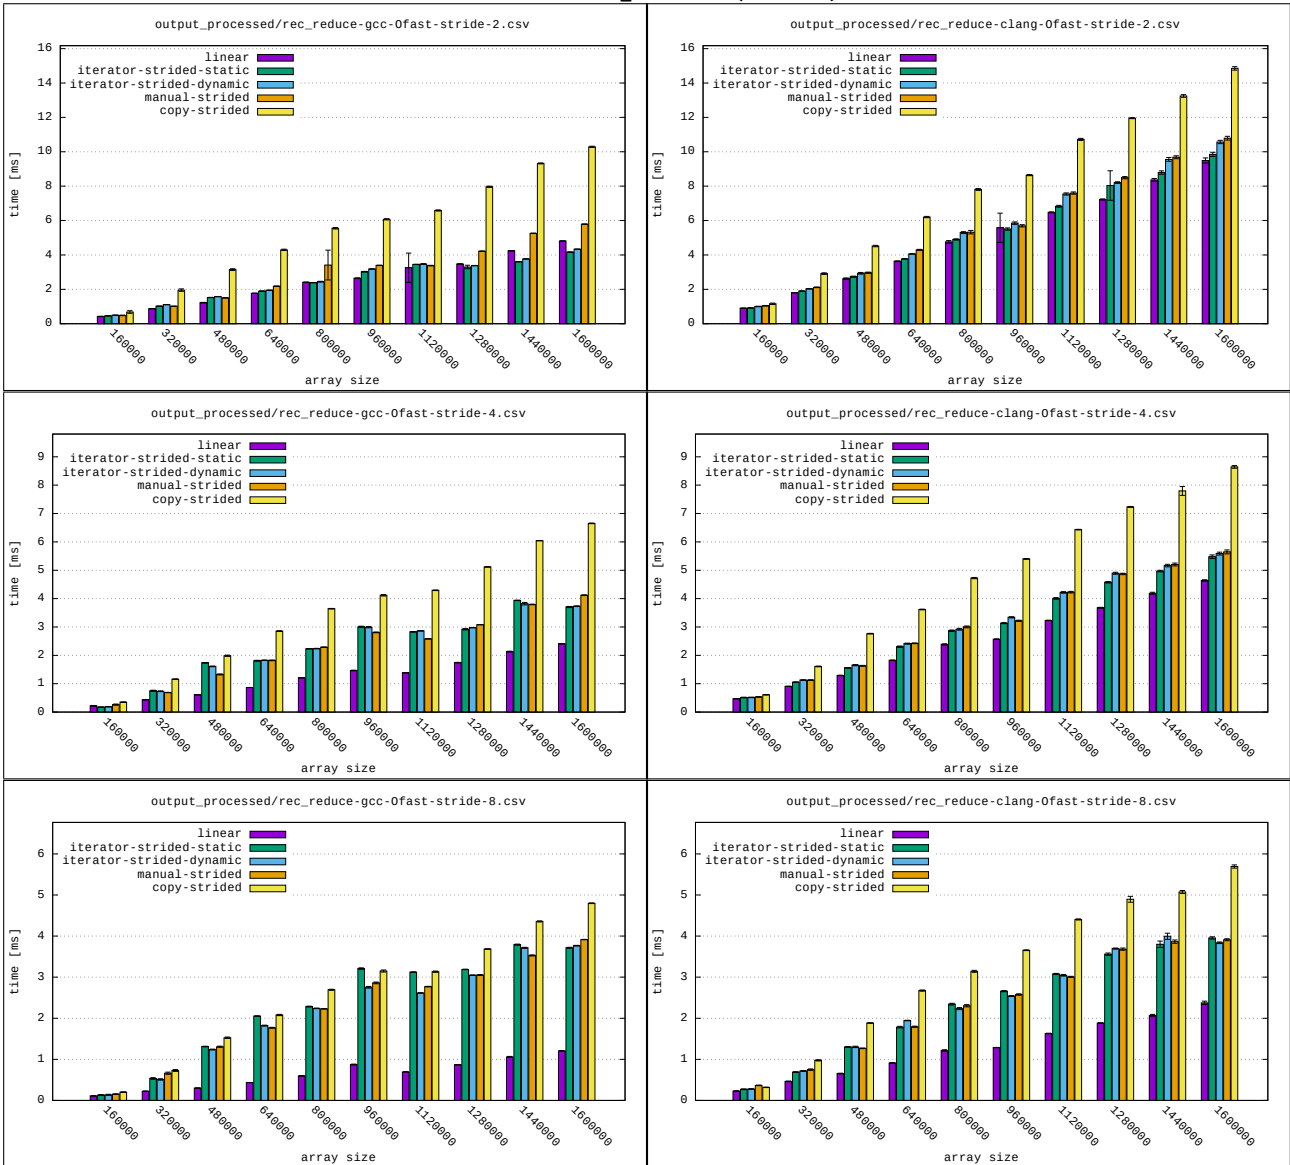 output_processed/rec_reduce-gcc-Ofast-stride-2.csv
time [ms]
16
14
12
10
8
6
4
2
0
linear
iterator-strided-static
iterator-strided-dynamic
manual-strided
copy-strided
160000 320000 480000 640000 800000 960000 1120000 1280000 1440000 1600000
array size
output_processed/rec_reduce-clang-Ofast-stride-2.csv
time [ms]
16
14
12
10
8
6
4
2
0
linear
iterator-strided-static
iterator-strided-dynamic
manual-strided
copy-strided
160000 320000 480000 640000 800000 960000 1120000 1280000 1440000 1600000
array size
output_processed/rec_reduce-gcc-Ofast-stride-4.csv
time [ms]
9
8
7
6
5
4
3
2
1
0
linear
iterator-strided-static
iterator-strided-dynamic
manual-strided
copy-strided
160000 320000 480000 640000 800000 960000 1120000 1280000 1440000 1600000
array size
output_processed/rec_reduce-clang-Ofast-stride-4.csv
time [ms]
9
8
7
6
5
4
3
2
1
0
linear
iterator-strided-static
iterator-strided-dynamic
manual-strided
copy-strided
160000 320000 480000 640000 800000 960000 1120000 1280000 1440000 1600000
array size
output_processed/rec_reduce-gcc-Ofast-stride-8.csv
time [ms]
6
5
4
3
2
1
0
linear
iterator-strided-static
iterator-strided-dynamic
manual-strided
copy-strided
160000 320000 480000 640000 800000 960000 1120000 1280000 1440000 1600000
array size
output_processed/rec_reduce-clang-Ofast-stride-8.csv
time [ms]
6
5
4
3
2
1
0
linear
iterator-strided-static
iterator-strided-dynamic
manual-strided
copy-strided
160000 320000 480000 640000 800000 960000 1120000 1280000 1440000 1600000
array size